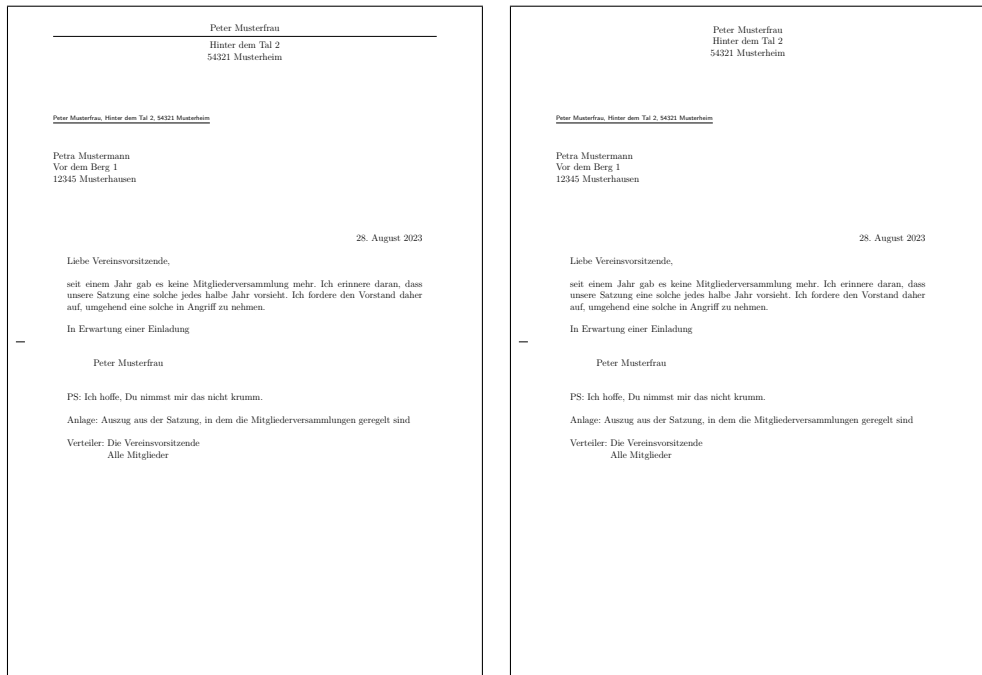 Peter Musterfrau
Hinter dem Tal 2
54321 Musterheim
Peter Musterfrau, Hinter dem Tal 2, 54321 Musterheim
Petra Mustermann
Vor dem Berg 1
12345 Musterhausen
28. August 2023
Liebe Vereinsvorsitzende,
seit einem Jahr gab es keine Mitgliederversammlung mehr. Ich erinnere daran, dass
unsere Satzung eine solche jedes halbe Jahr vorsieht. Ich fordere den Vorstand daher
auf, umgehend eine solche in Angriff zu nehmen.
In Erwartung einer Einladung
Peter Musterfrau
PS: Ich hoffe, Du nimmst mir das nicht krumm.
Anlage: Auszug aus der Satzung, in dem die Mitgliederversammlungen geregelt sind
Verteiler: Die Vereinsvorsitzende
Alle Mitglieder
Peter Musterfrau
Hinter dem Tal 2
54321 Musterheim
Peter Musterfrau, Hinter dem Tal 2, 54321 Musterheim
Petra Mustermann
Vor dem Berg 1
12345 Musterhausen
28. August 2023
Liebe Vereinsvorsitzende,
seit einem Jahr gab es keine Mitgliederversammlung mehr. Ich erinnere daran, dass
unsere Satzung eine solche jedes halbe Jahr vorsieht. Ich fordere den Vorstand daher
auf, umgehend eine solche in Angriff zu nehmen.
In Erwartung einer Einladung
Peter Musterfrau
PS: Ich hoffe, Du nimmst mir das nicht krumm.
Anlage: Auszug aus der Satzung, in dem die Mitgliederversammlungen geregelt sind
Verteiler: Die Vereinsvorsitzende
Alle Mitglieder